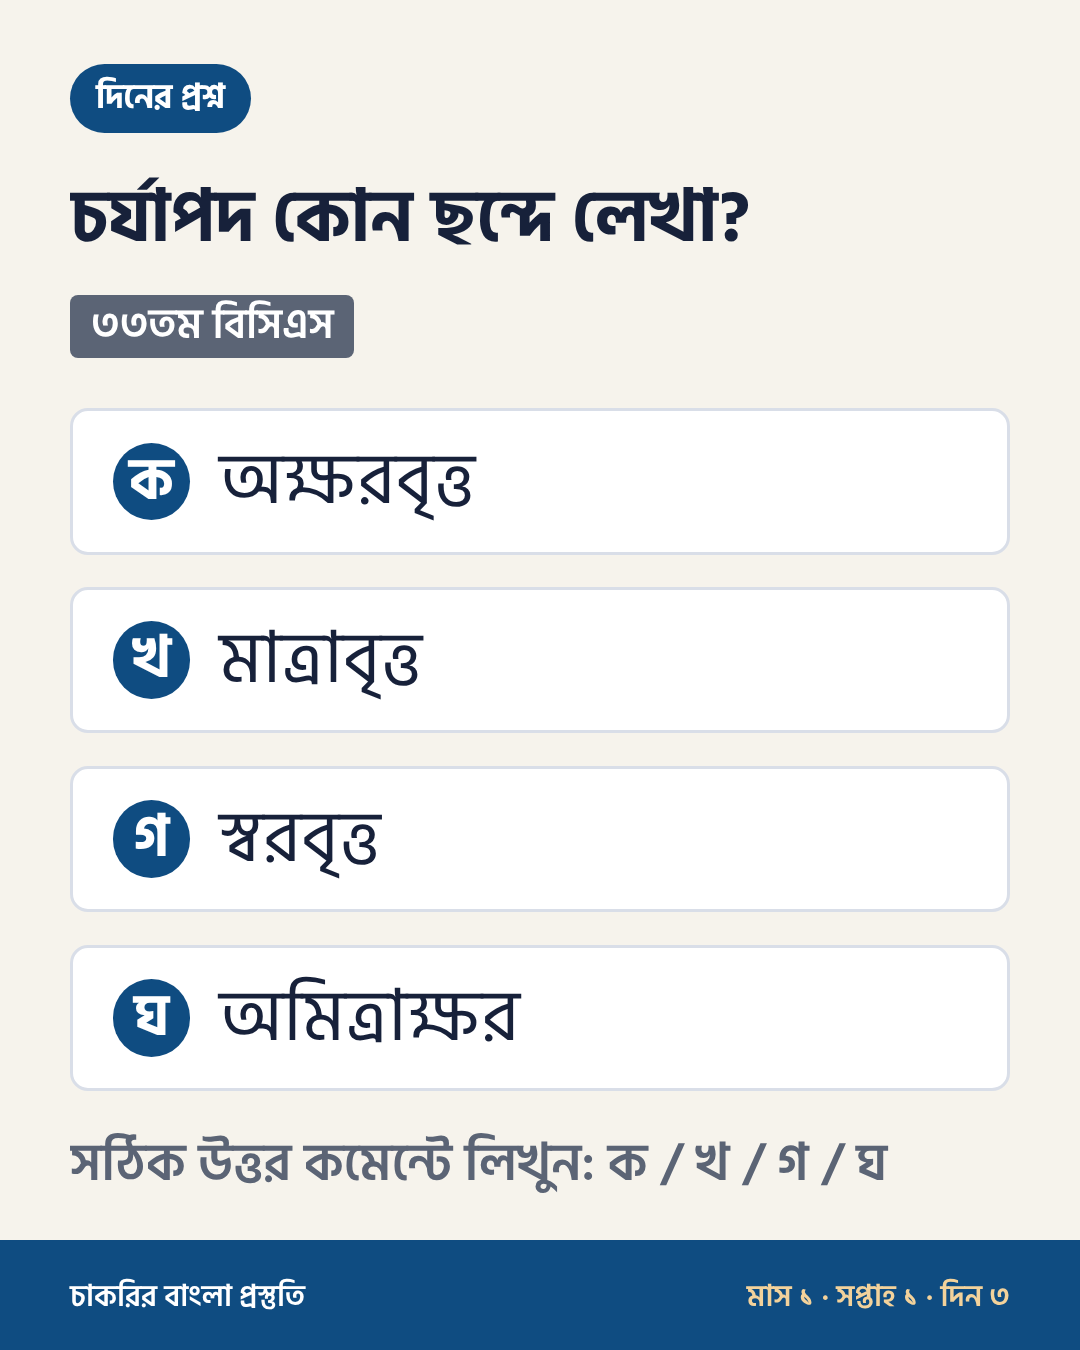 দিনের প্রশ্ন
চর্যাপদ কোন ছন্দে লেখা?
৩৩তম বিসিএস
ক অক্ষরবৃত্ত
খ মাত্রাবৃত্ত
গ স্বরবৃত্ত
ঘ অমিত্রাক্ষর
সঠিক উত্তর কমেন্টে লিখুন: ক / খ / গ / ঘ
চাকরির বাংলা প্রস্তুতি মাস ১ · সপ্তাহ ১ · দিন ৩